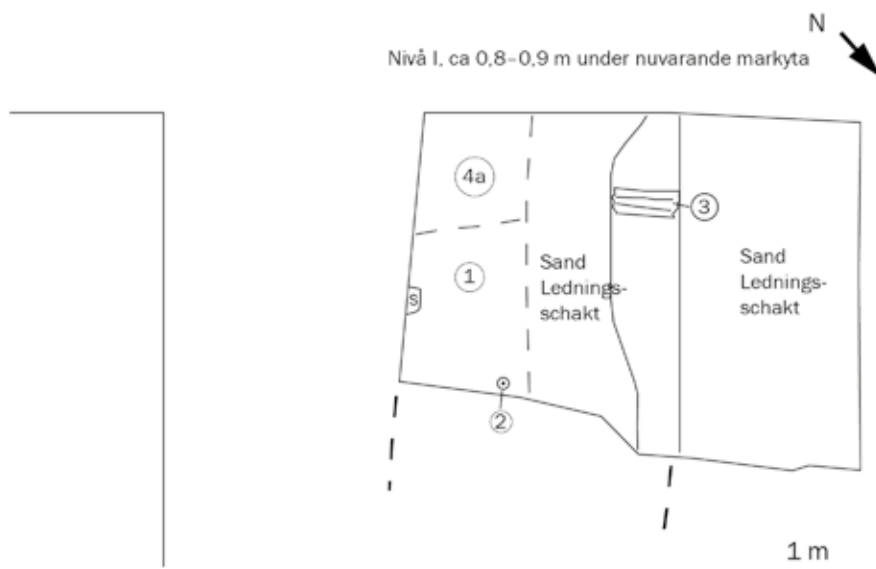 N
Nivå I, ca 0,8–0,9 m under nuvarande markyta
4a
3
1
Sand
Lednings-
schakt
Sand
Lednings-
schakt
S
2
1 m